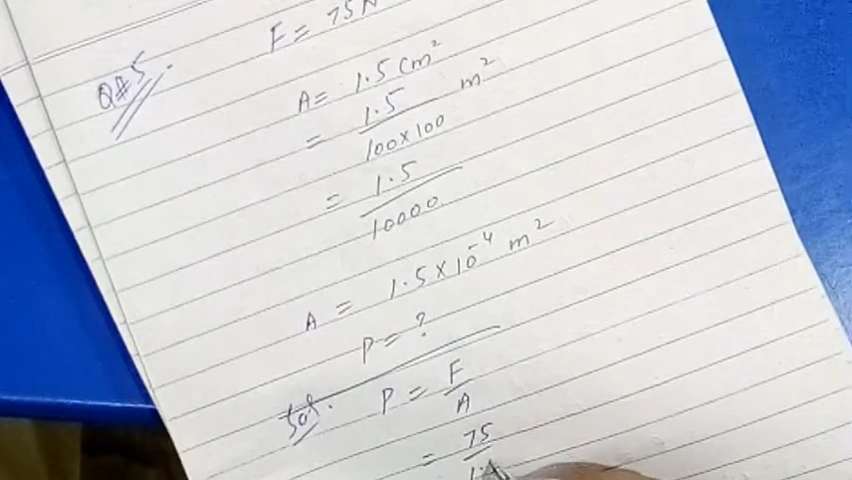 Q#5. F = 75N
A = 1.5 cm²
= 1.5 / 100×100 m²
= 1.5 / 10000
A = 1.5×10⁻⁴ m²
P = ?
Sol. P = F/A
= 75 / 1.